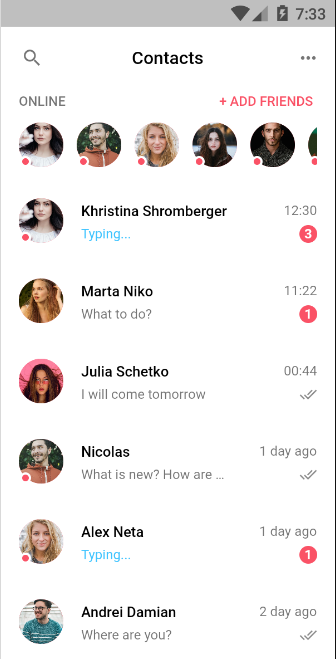 7:33
Contacts
ONLINE
+ ADD FRIENDS
Khristina Shromberger
12:30
Typing...
3
Marta Niko
11:22
What to do?
1
Julia Schetko
00:44
I will come tomorrow
Nicolas
1 day ago
What is new? How are ...
Alex Neta
1 day ago
Typing...
1
Andrei Damian
2 day ago
Where are you?